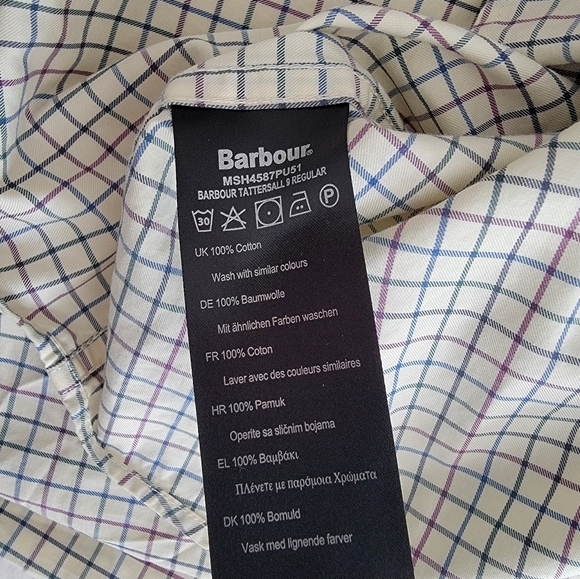 Barbour®
MSH4587PU51
BARBOUR TATTERSALL 9 REGULAR
30 P
UK 100% Cotton
Wash with similar colours
DE 100% Baumwolle
Mit ähnlichen Farben waschen
FR 100% Coton
Laver avec des couleurs similaires
HR 100% Pamuk
Operite sa sličnim bojama
EL 100% Βαμβάκι
Πλένετε με παρόμοια Χρώματα
DK 100% Bomuld
Vask med lignende farver